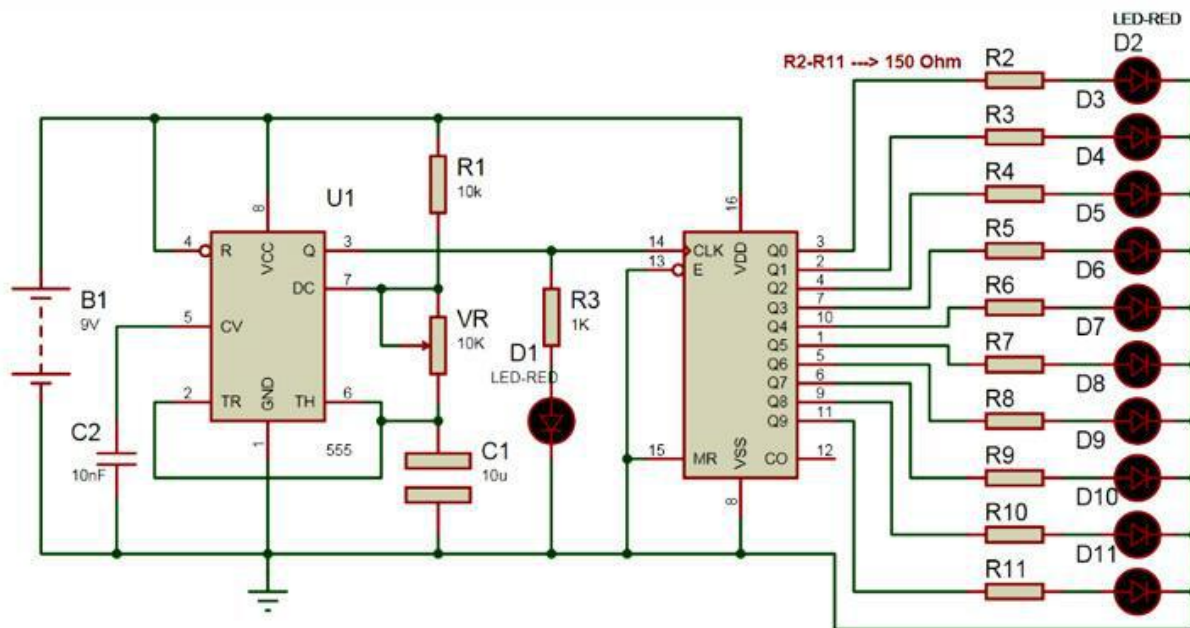 LED-RED
D2
R2-R11 ---> 150 Ohm
R2
D3
R3
D4
R4
D5
R5
D6
R6
D7
R7
D8
R8
D9
R9
D10
R10
D11
R11
R1
10k
U1
8
VCC
4
R
Q
3
DC
7
5
CV
2
TR
GND
TH
6
1
555
B1
9V
VR
10K
C2
10nF
C1
10u
R3
1K
D1
LED-RED
16
VDD
14
CLK
13
E
15
MR
VSS
8
CO
12
Q0
3
Q1
2
Q2
4
Q3
7
Q4
10
Q5
1
Q6
5
Q7
6
Q8
9
Q9
11